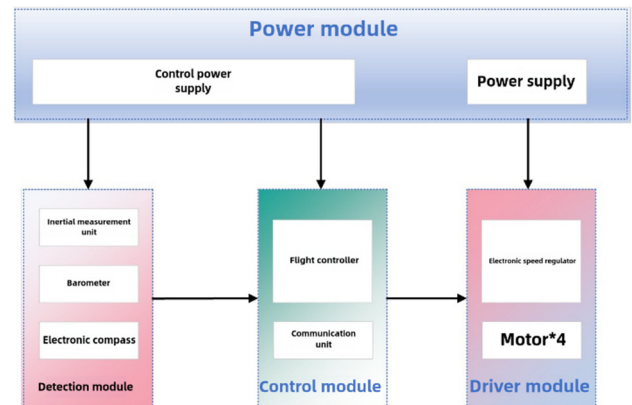 Power module
Control power
supply
Power supply
Inertial measurement
unit
Barometer
Electronic compass
Detection module
Flight controller
Communication
unit
Control module
Electronic speed regulator
Motor*4
Driver module